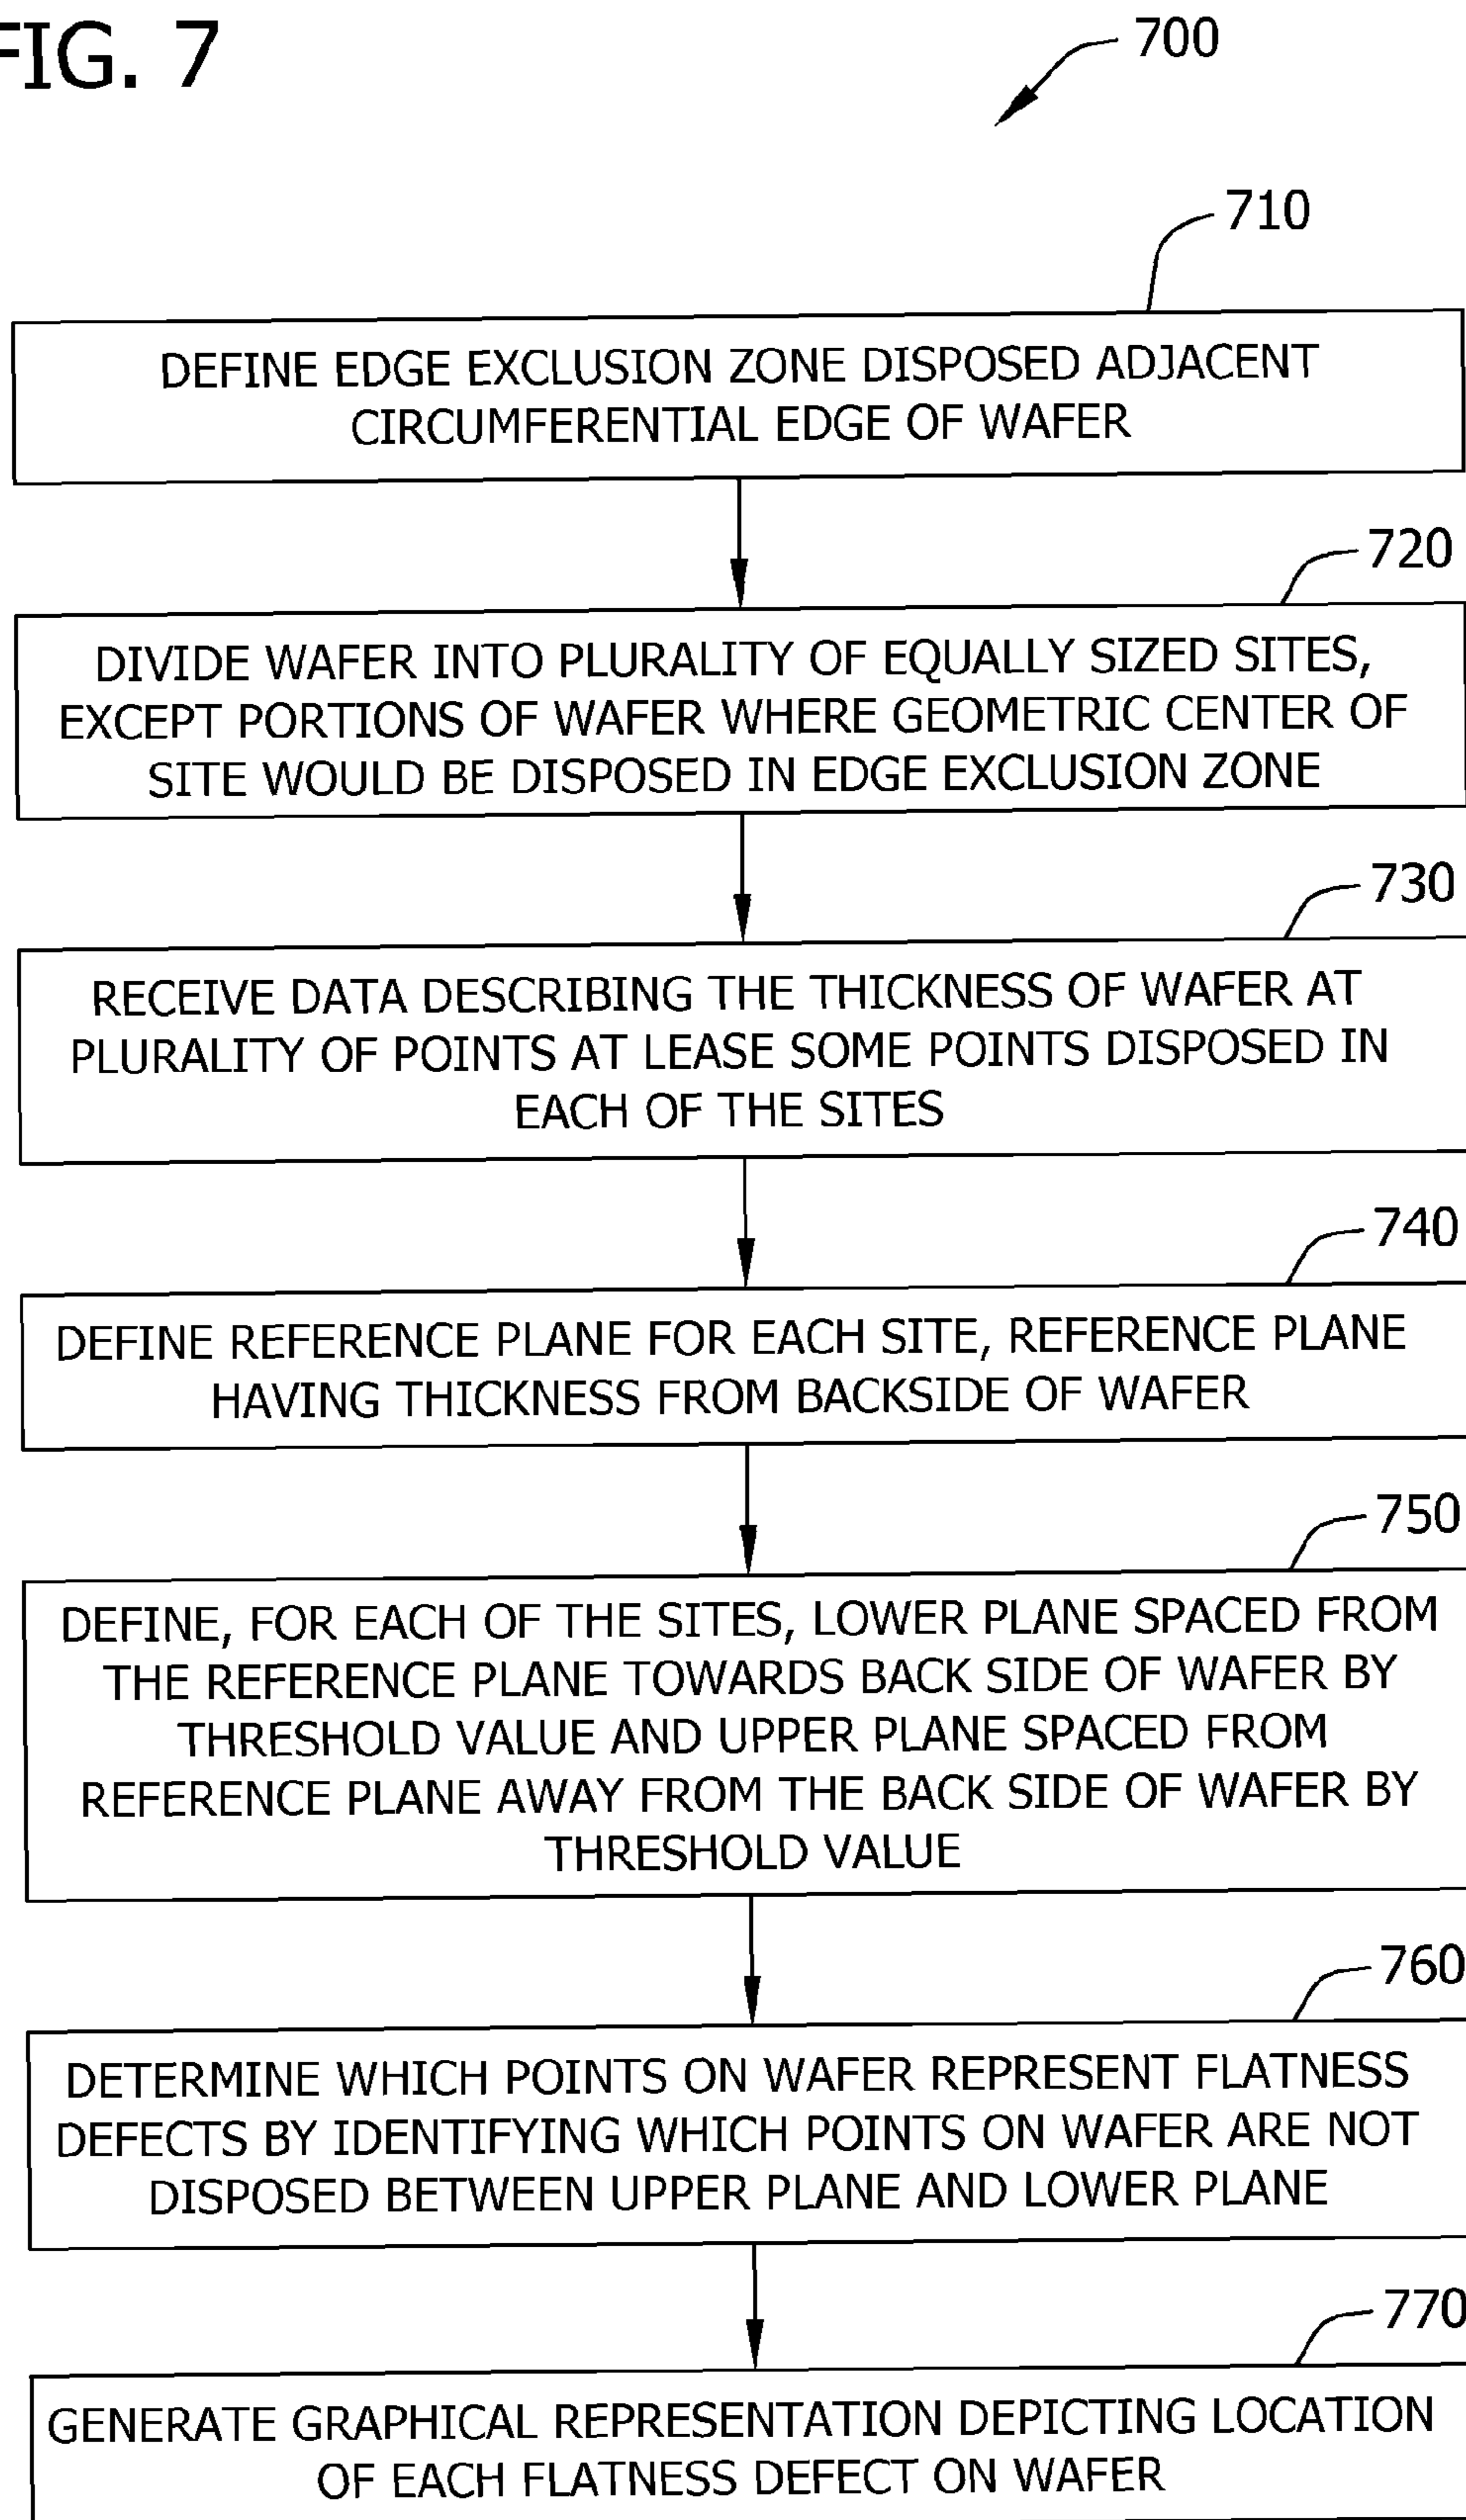 FIG. 7
700
710
DEFINE EDGE EXCLUSION ZONE DISPOSED ADJACENT
CIRCUMFERENTIAL EDGE OF WAFER
720
DIVIDE WAFER INTO PLURALITY OF EQUALLY SIZED SITES,
EXCEPT PORTIONS OF WAFER WHERE GEOMETRIC CENTER OF
SITE WOULD BE DISPOSED IN EDGE EXCLUSION ZONE
730
RECEIVE DATA DESCRIBING THE THICKNESS OF WAFER AT
PLURALITY OF POINTS AT LEASE SOME POINTS DISPOSED IN
EACH OF THE SITES
740
DEFINE REFERENCE PLANE FOR EACH SITE, REFERENCE PLANE
HAVING THICKNESS FROM BACKSIDE OF WAFER
750
DEFINE, FOR EACH OF THE SITES, LOWER PLANE SPACED FROM
THE REFERENCE PLANE TOWARDS BACK SIDE OF WAFER BY
THRESHOLD VALUE AND UPPER PLANE SPACED FROM
REFERENCE PLANE AWAY FROM THE BACK SIDE OF WAFER BY
THRESHOLD VALUE
760
DETERMINE WHICH POINTS ON WAFER REPRESENT FLATNESS
DEFECTS BY IDENTIFYING WHICH POINTS ON WAFER ARE NOT
DISPOSED BETWEEN UPPER PLANE AND LOWER PLANE
770
GENERATE GRAPHICAL REPRESENTATION DEPICTING LOCATION
OF EACH FLATNESS DEFECT ON WAFER